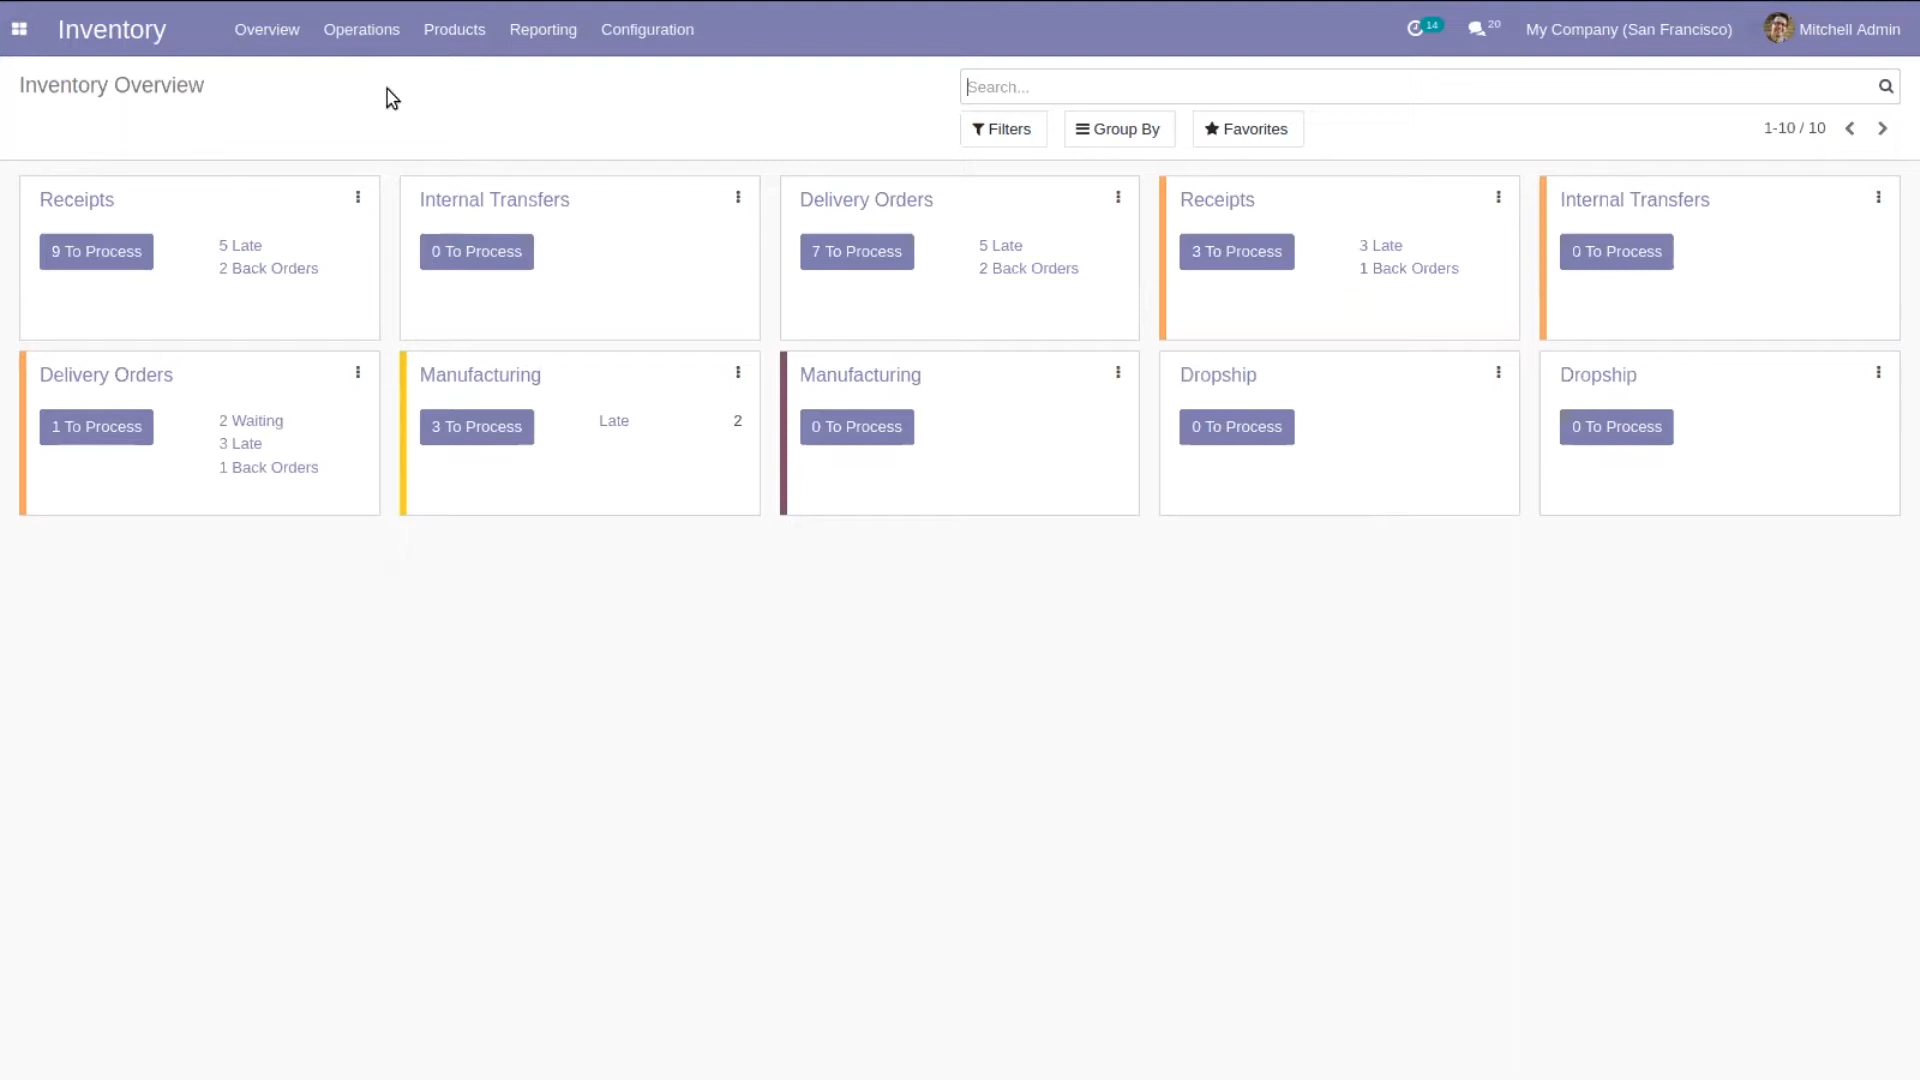 Inventory
Overview
Operations
Products
Reporting
Configuration
14
20
My Company (San Francisco)
Mitchell Admin
Inventory Overview
Search...
Filters
Group By
Favorites
1-10 / 10
Receipts
9 To Process
5 Late
2 Back Orders
Internal Transfers
0 To Process
Delivery Orders
7 To Process
5 Late
2 Back Orders
Receipts
3 To Process
3 Late
1 Back Orders
Internal Transfers
0 To Process
Delivery Orders
1 To Process
2 Waiting
3 Late
1 Back Orders
Manufacturing
3 To Process
Late 2
Manufacturing
0 To Process
Dropship
0 To Process
Dropship
0 To Process